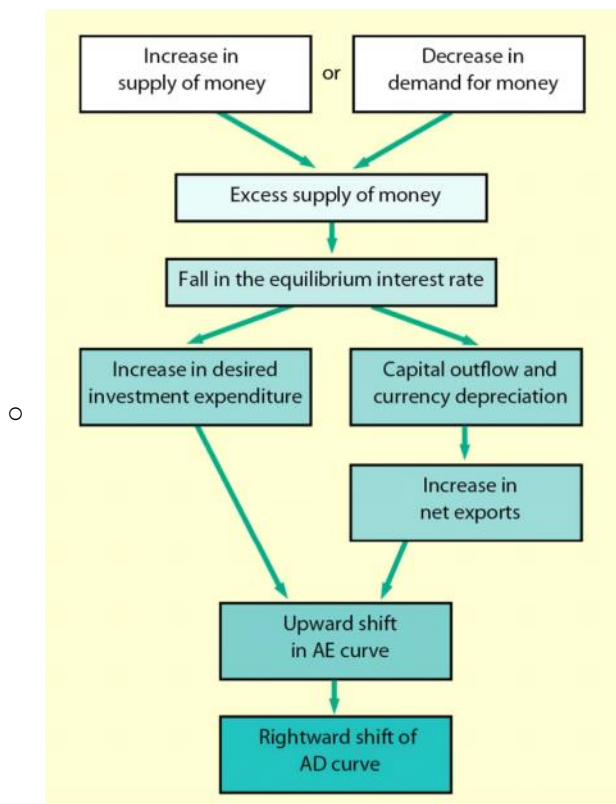 Increase in
supply of money
or
Decrease in
demand for money
Excess supply of money
Fall in the equilibrium interest rate
Increase in desired
investment expenditure
Capital outflow and
currency depreciation
Increase in
net exports
Upward shift
in AE curve
Rightward shift of
AD curve